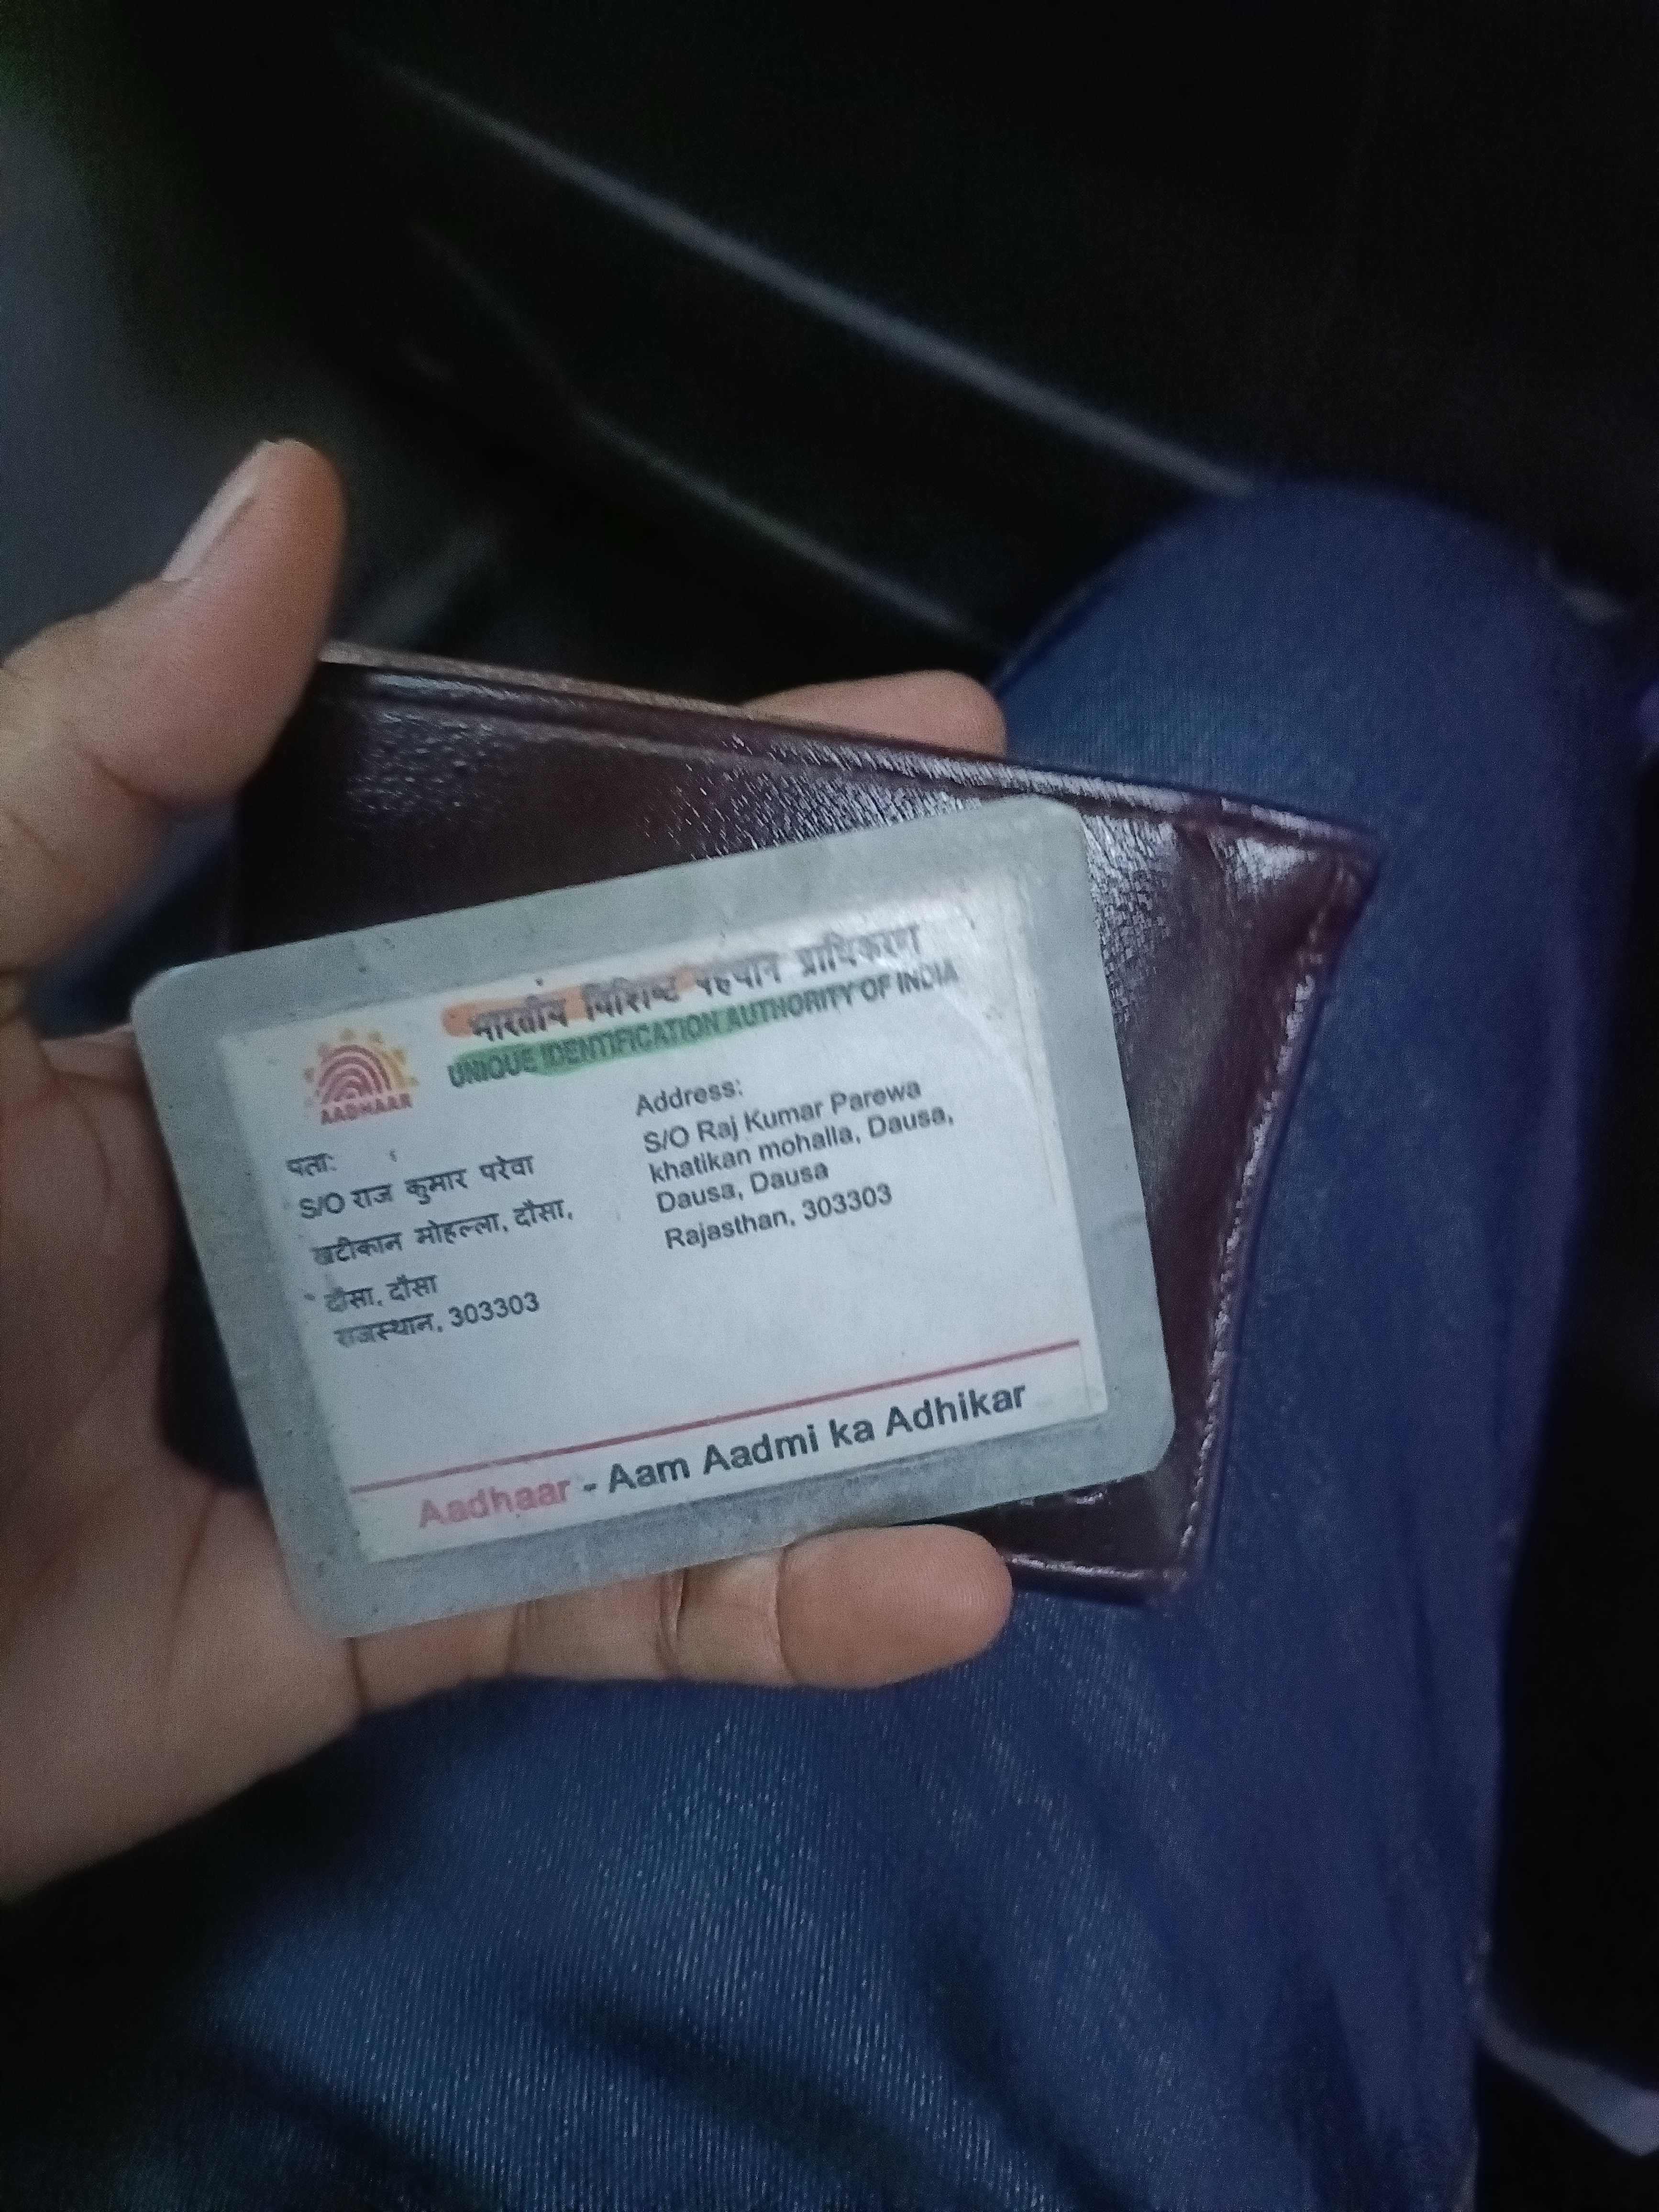 भारतीय विशिष्ट पहचान प्राधिकरण
UNIQUE IDENTIFICATION AUTHORITY OF INDIA
AADHAAR
पता:
S/O राज कुमार परेवा
खटीकान मोहल्ला, दौसा,
दौसा, दौसा
राजस्थान, 303303
Address:
S/O Raj Kumar Parewa
khatikan mohalla, Dausa,
Dausa, Dausa
Rajasthan, 303303
Aadhaar - Aam Aadmi ka Adhikar